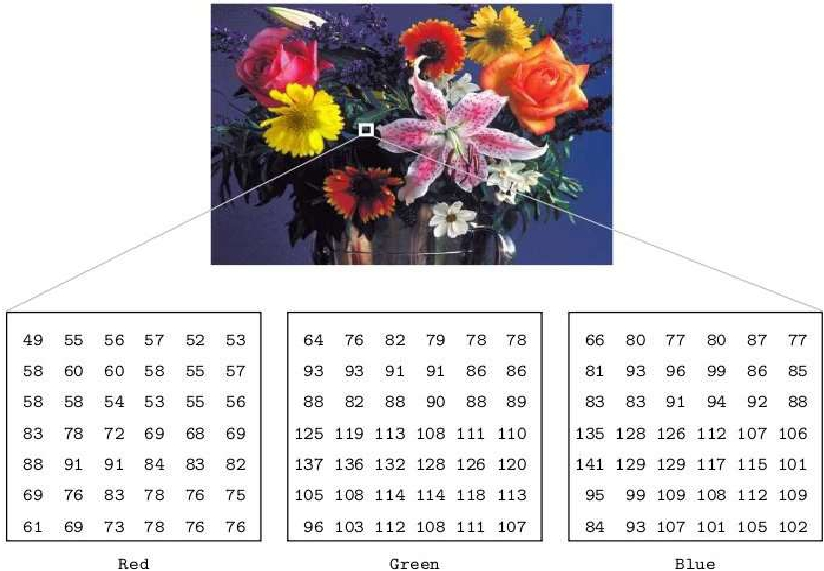 49 55 56 57 52 53
58 60 60 58 55 57
58 58 54 53 55 56
83 78 72 69 68 69
88 91 91 84 83 82
69 76 83 78 76 75
61 69 73 78 76 76
Red
64 76 82 79 78 78
93 93 91 91 86 86
88 82 88 90 88 89
125 119 113 108 111 110
137 136 132 128 126 120
105 108 114 114 118 113
96 103 112 108 111 107
Green
66 80 77 80 87 77
81 93 96 99 86 85
83 83 91 94 92 88
135 128 126 112 107 106
141 129 129 117 115 101
95 99 109 108 112 109
84 93 107 101 105 102
Blue